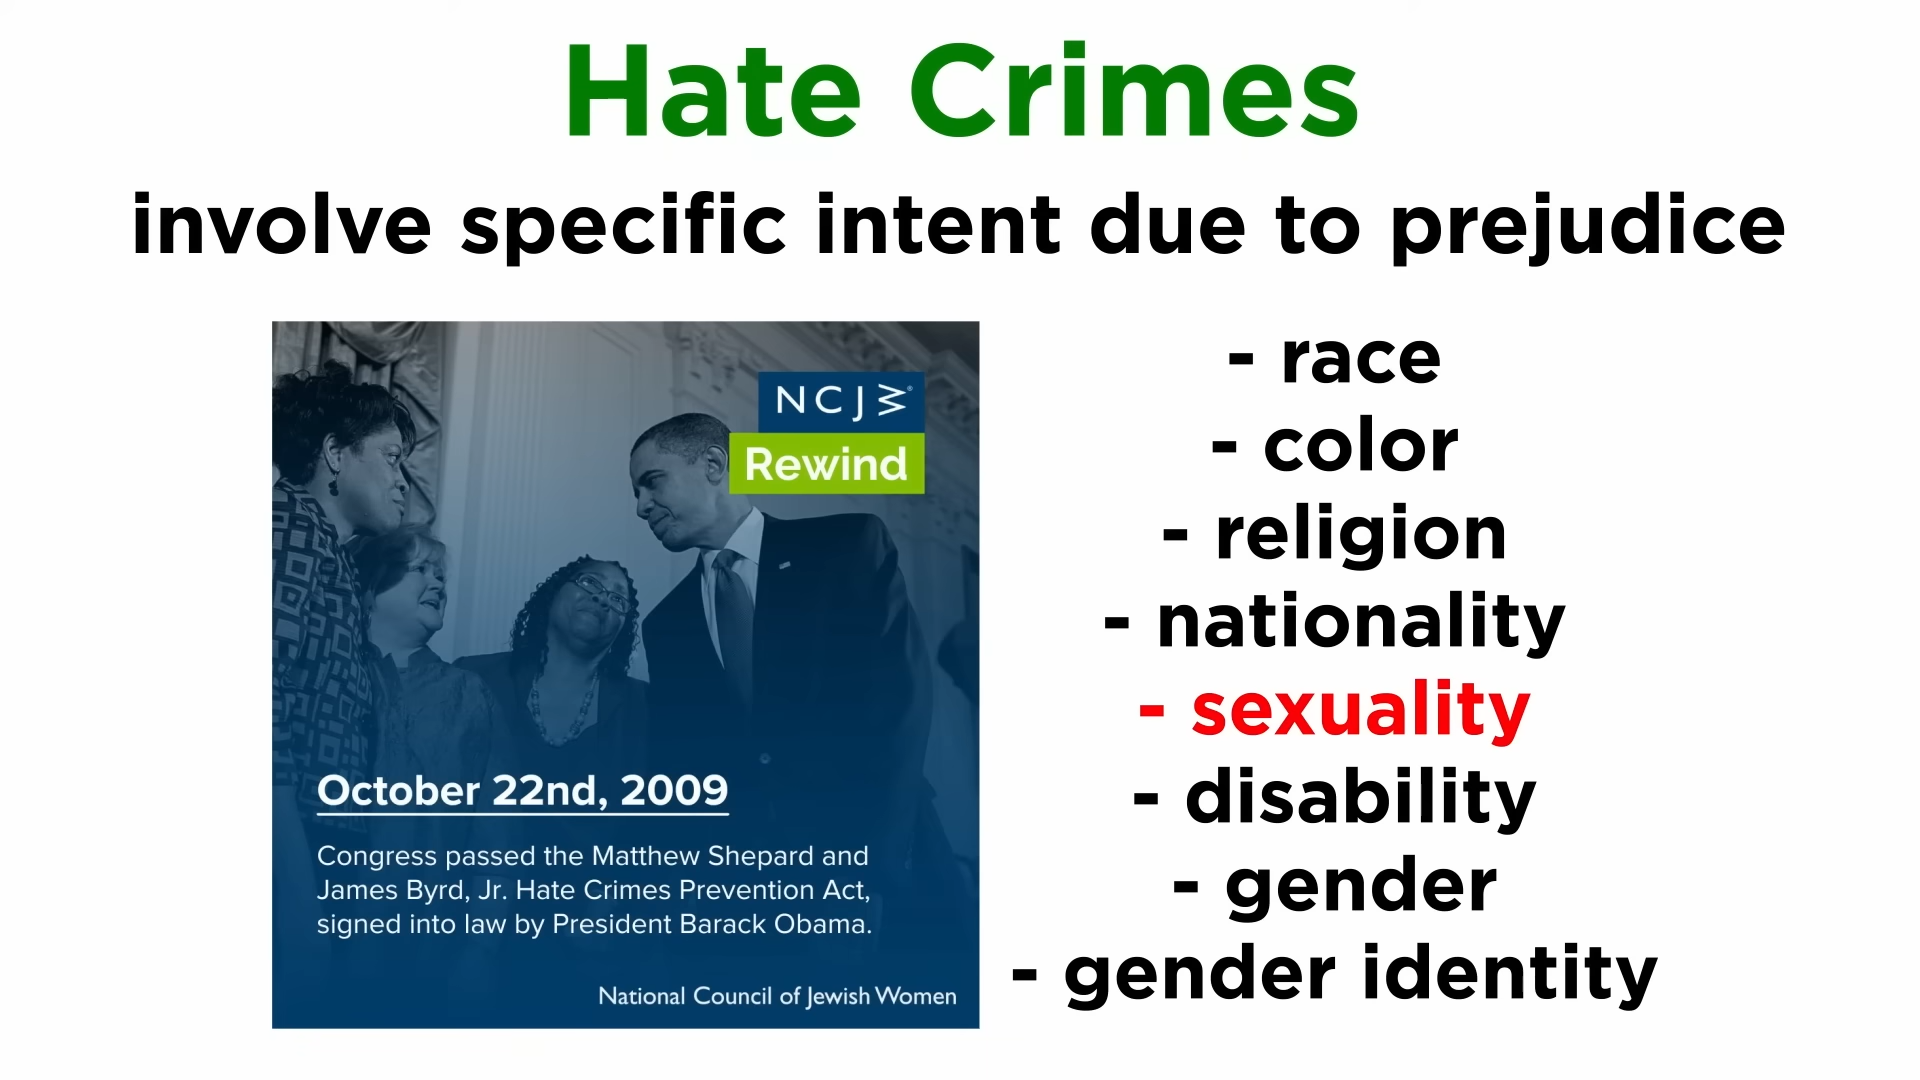 Hate Crimes
involve specific intent due to prejudice
NCJW®
Rewind
October 22nd, 2009
Congress passed the Matthew Shepard and
James Byrd, Jr. Hate Crimes Prevention Act,
signed into law by President Barack Obama.
National Council of Jewish Women
- race
- color
- religion
- nationality
- sexuality
- disability
- gender
- gender identity